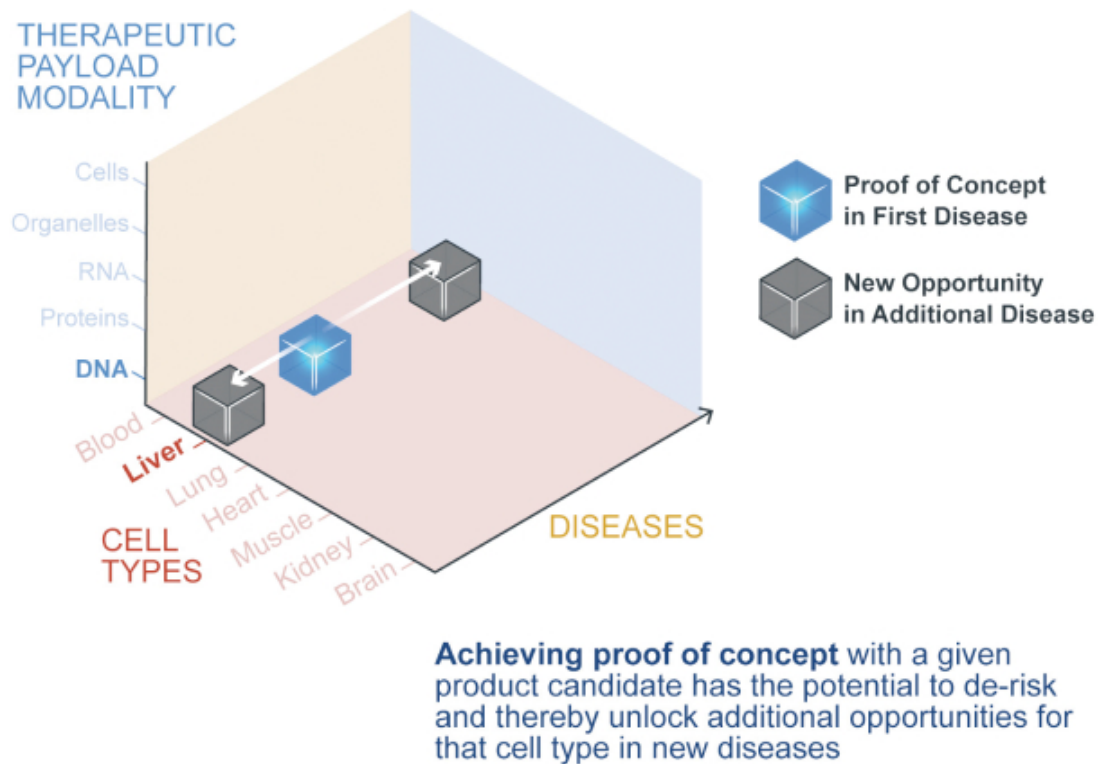 THERAPEUTIC
PAYLOAD
MODALITY
Cells
Organelles
RNA
Proteins
DNA
Blood
Liver
Lung
Heart
Muscle
Kidney
Brain
CELL
TYPES
DISEASES
Proof of Concept
in First Disease
New Opportunity
in Additional Disease
Achieving proof of concept with a given
product candidate has the potential to de-risk
and thereby unlock additional opportunities for
that cell type in new diseases